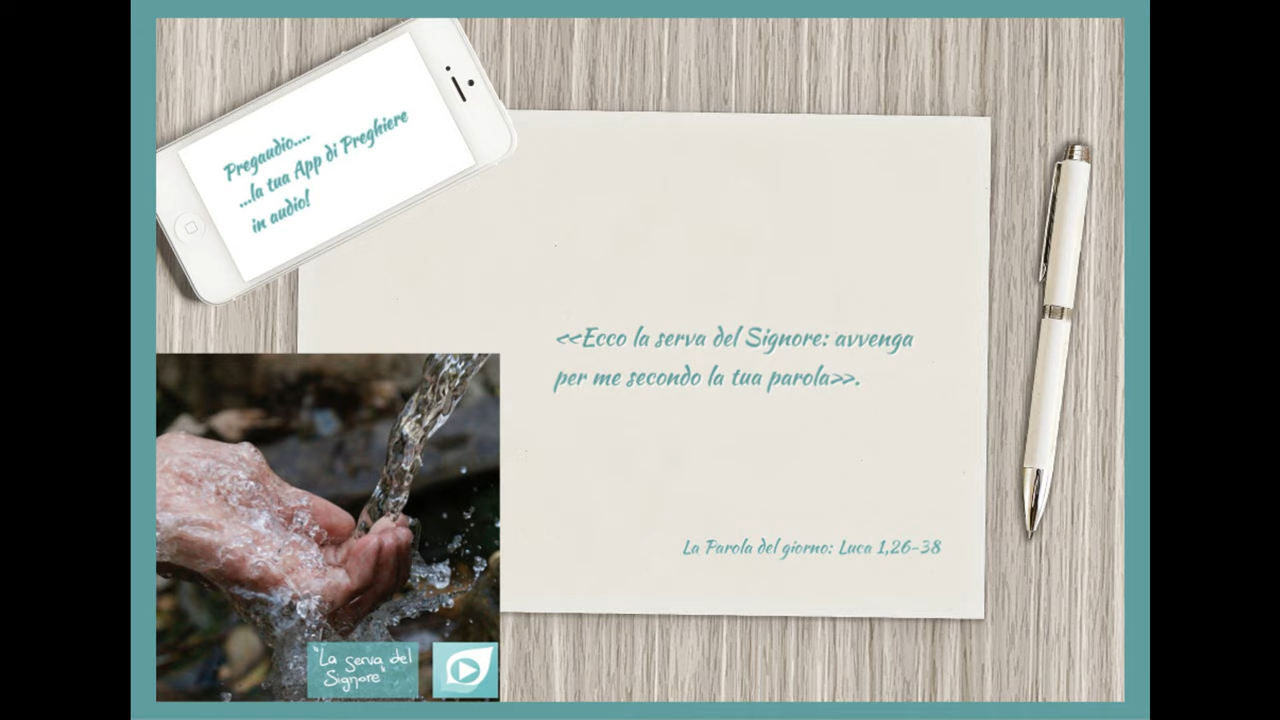 Pregaudio....
...la tua App di Preghiere
in audio!
<<Ecco la serva del Signore: avvenga
per me secondo la tua parola>>.
La Parola del giorno: Luca 1,26-38
"La serva del
Signore"